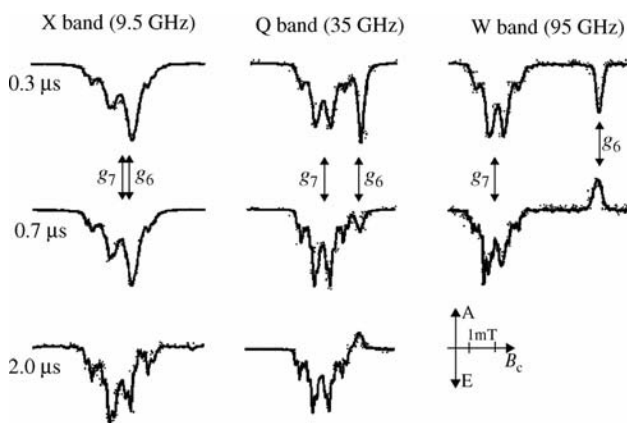 X band (9.5 GHz) Q band (35 GHz) W band (95 GHz)
0.3 μs
g7 g6 g7 g6 g7 g6
0.7 μs
2.0 μs
A
1mT
Bc
E